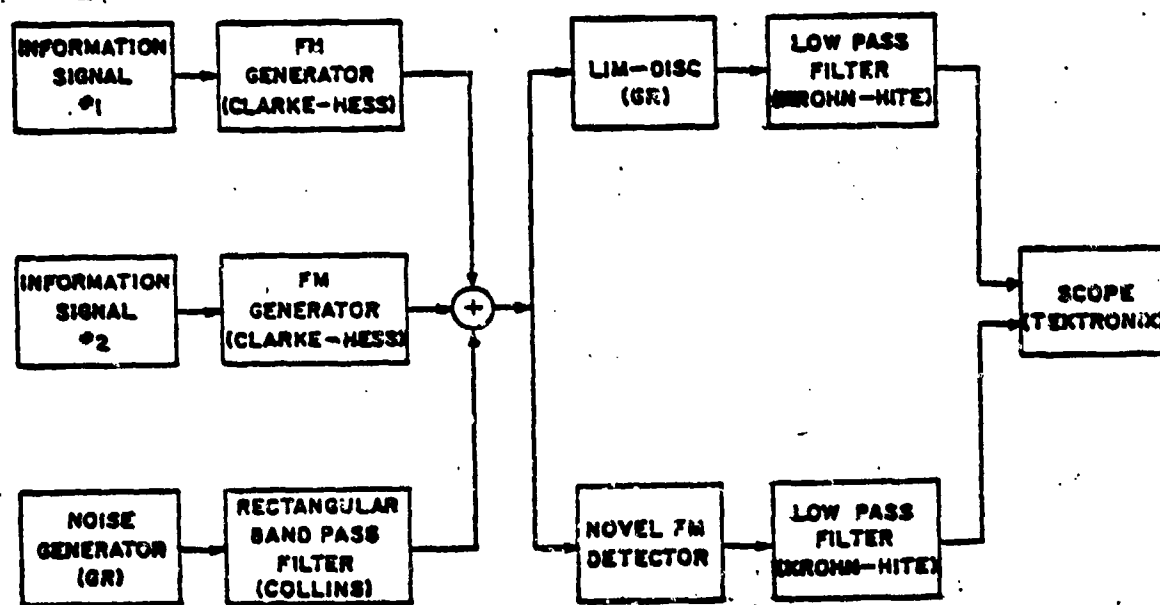 INFORMATION
SIGNAL
#1
FM
GENERATOR
(CLARKE-HESS)
LIM-DISC
(GR)
LOW PASS
FILTER
(KROHN-HITE)
INFORMATION
SIGNAL
#2
FM
GENERATOR
(CLARKE-HESS)
+
SCOPE
(TEKTRONIX)
NOISE
GENERATOR
(GR)
RECTANGULAR
BAND PASS
FILTER
(COLLINS)
NOVEL FM
DETECTOR
LOW PASS
FILTER
(KROHN-HITE)